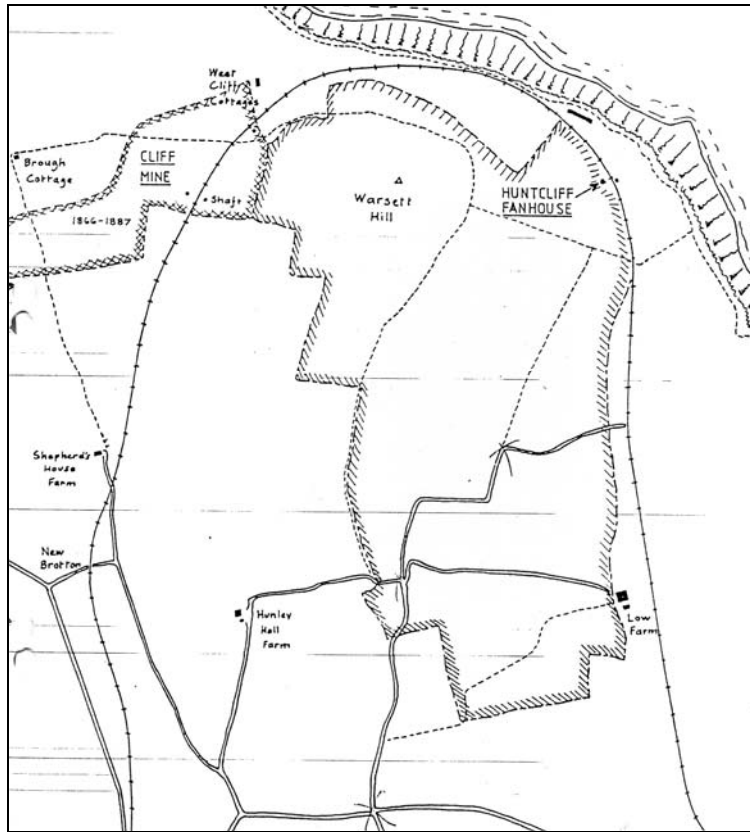 West
Cliff
Cottages
CLIFF
MINE
Brough
Cottage
Shaft
1866-1887
Warsett
Hill
HUNTCLIFF
FANHOUSE
Shepherd's
House
Farm
New
Brotton
Hunley
Hall
Farm
Low
Farm